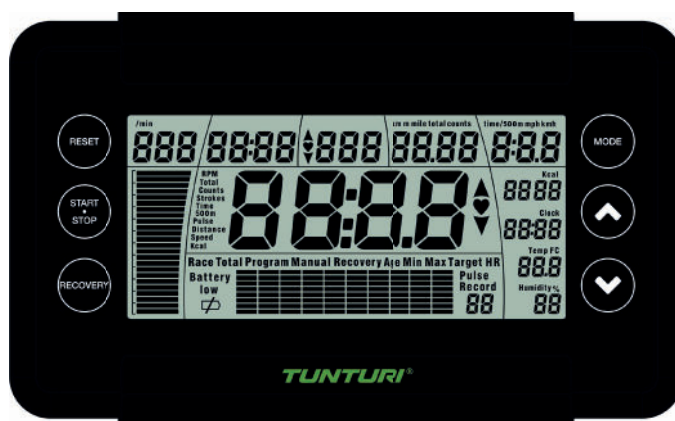 /min
km m mile total counts
time/500m mph kmh
888
88:88
888
88.88
8:8.8
RESET
MODE
RPM
Total
Counts
Strokes
Time
500m
Pulse
Distance
Speed
Kcal
88:8.8
Kcal
8888
START
•
STOP
Clock
88:88
Race Total Program Manual Recovery Age Min Max Target HR
Temp FC
88.8
Battery
low
Pulse
Record
88
RECOVERY
Humidity %
88
TUNTURI®